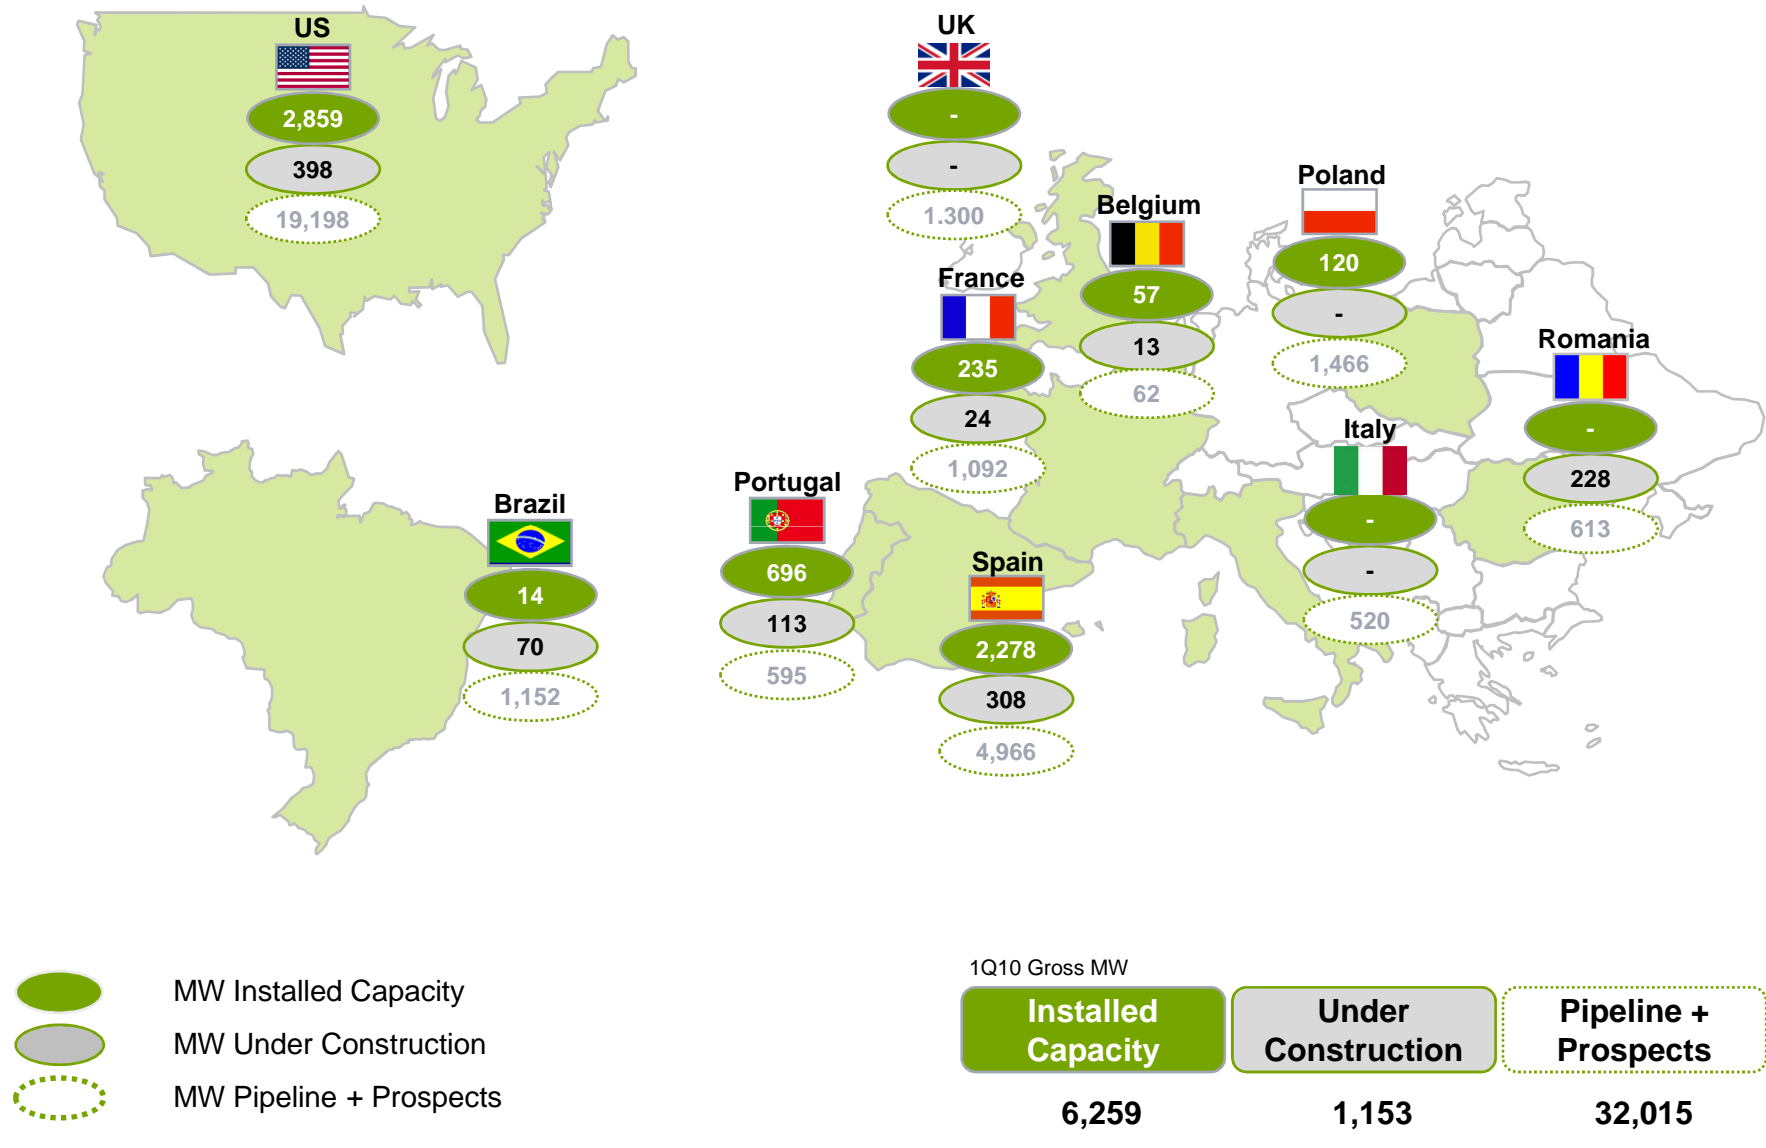 US
2,859
398
19,198
UK
-
-
1.300
Belgium
57
13
62
Poland
120
-
1,466
France
235
24
1,092
Romania
-
228
613
Italy
-
-
520
Portugal
696
113
595
Spain
2,278
308
4,966
Brazil
14
70
1,152
MW Installed Capacity
MW Under Construction
MW Pipeline + Prospects
1Q10 Gross MW
Installed
Capacity
Under
Construction
Pipeline +
Prospects
6,259
1,153
32,015